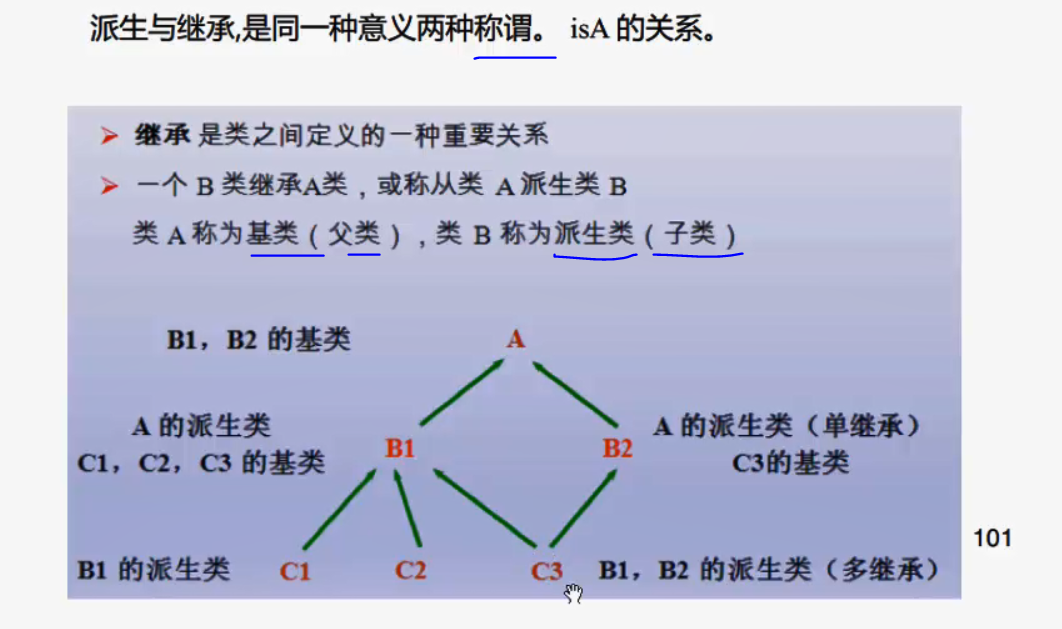 派生与继承,是同一种意义两种称谓。 isA 的关系。
继承 是类之间定义的一种重要关系
一个 B 类继承A类，或称从类 A 派生类 B
类 A 称为基类（父类），类 B 称为派生类（子类）
B1，B2 的基类
A
A 的派生类
C1，C2，C3 的基类
B1
B2
A 的派生类（单继承）
C3的基类
B1 的派生类
C1
C2
C3
B1，B2 的派生类（多继承）
101